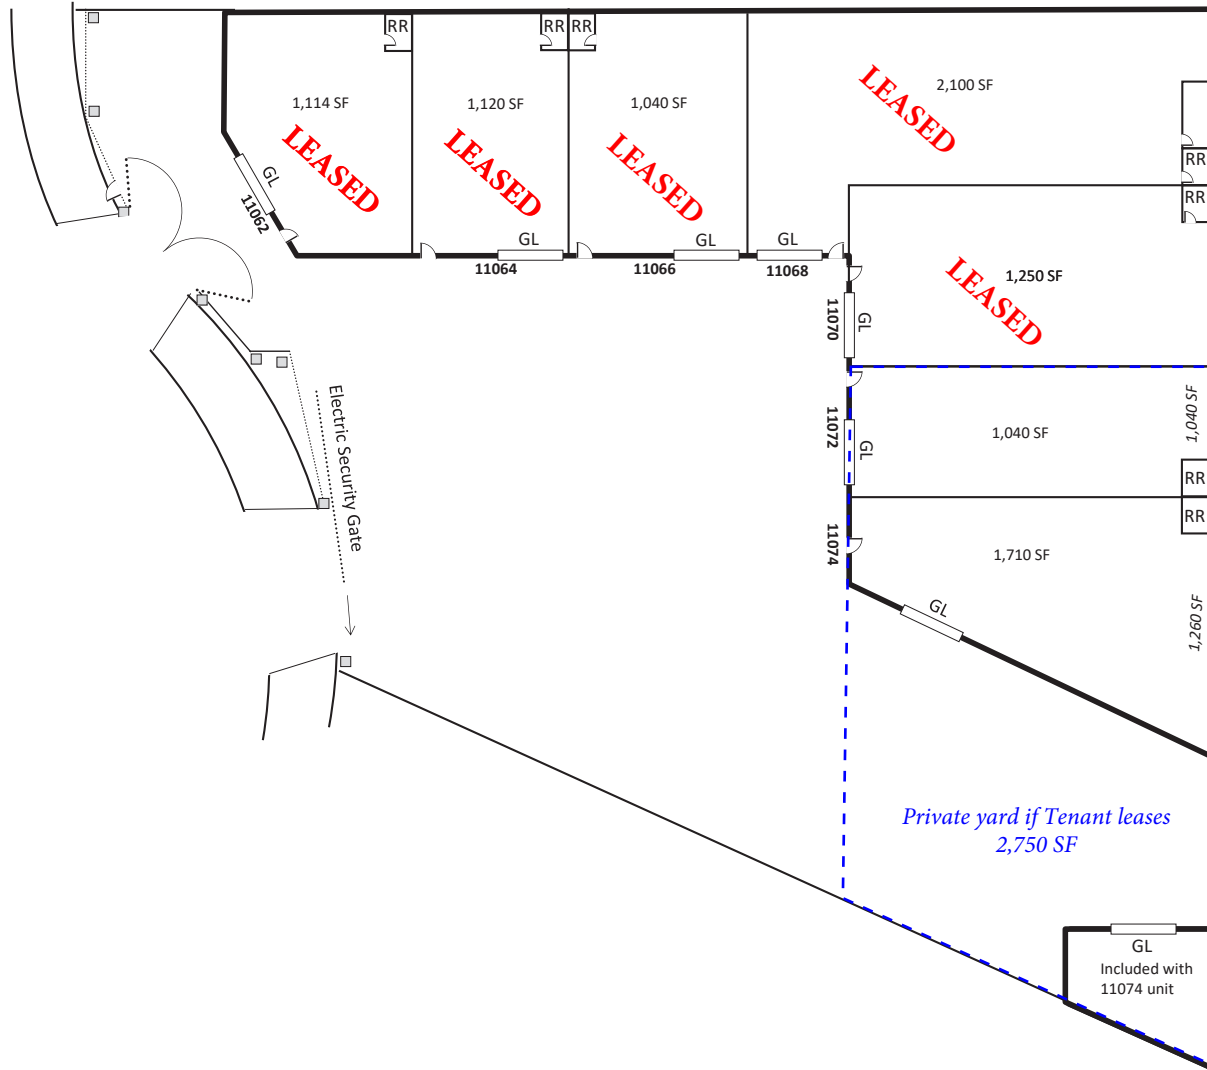 RR
RR
RR
1,114 SF
1,120 SF
1,040 SF
2,100 SF
LEASED
LEASED
LEASED
LEASED
RR
RR
GL
11062
GL
11064
GL
11066
GL
11068
1,250 SF
LEASED
11070
GL
Electric Security Gate
11072
GL
1,040 SF
1,040 SF
RR
RR
11074
1,710 SF
GL
1,260 SF
Private yard if Tenant leases
2,750 SF
GL
Included with
11074 unit